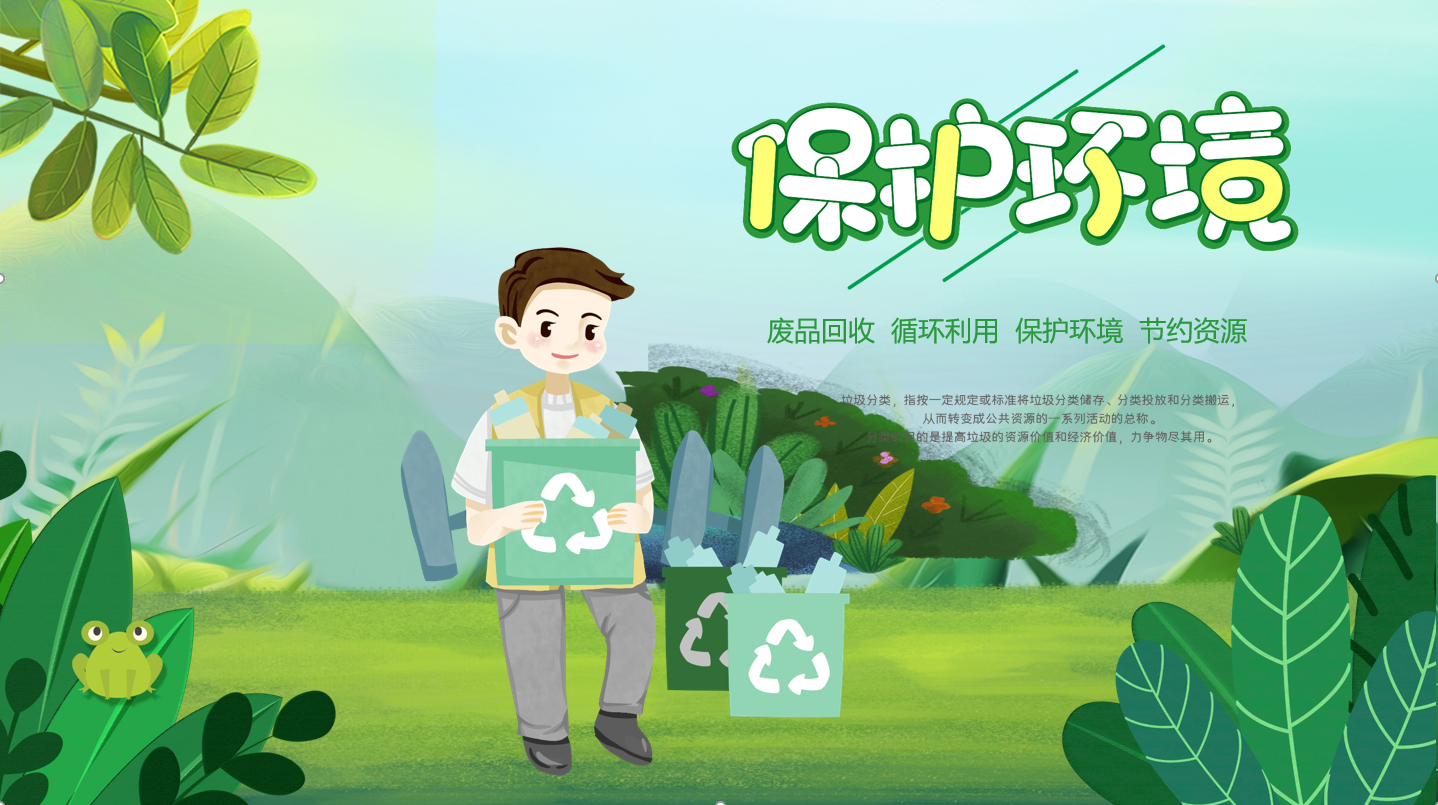 保护环境
废品回收 循环利用 保护环境 节约资源
垃圾分类，指按一定规定或标准将垃圾分类储存、分类投放和分类搬运，
从而转变成公共资源的一系列活动的总称。
分类的目的是提高垃圾的资源价值和经济价值，力争物尽其用。